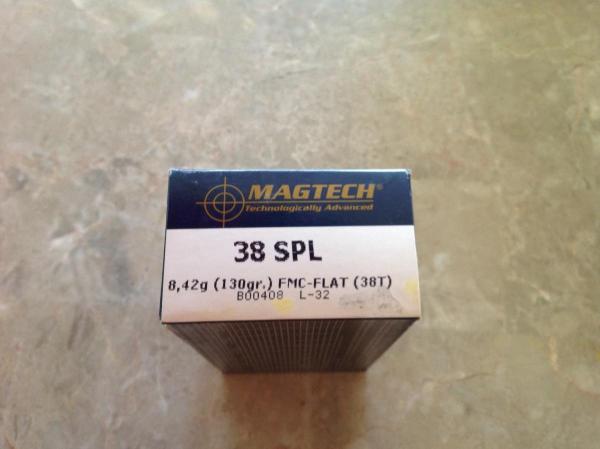 MAGTECH®
Technologically Advanced
38 SPL
8,42g (130gr.) FMC-FLAT (38T)
B00408 L-32